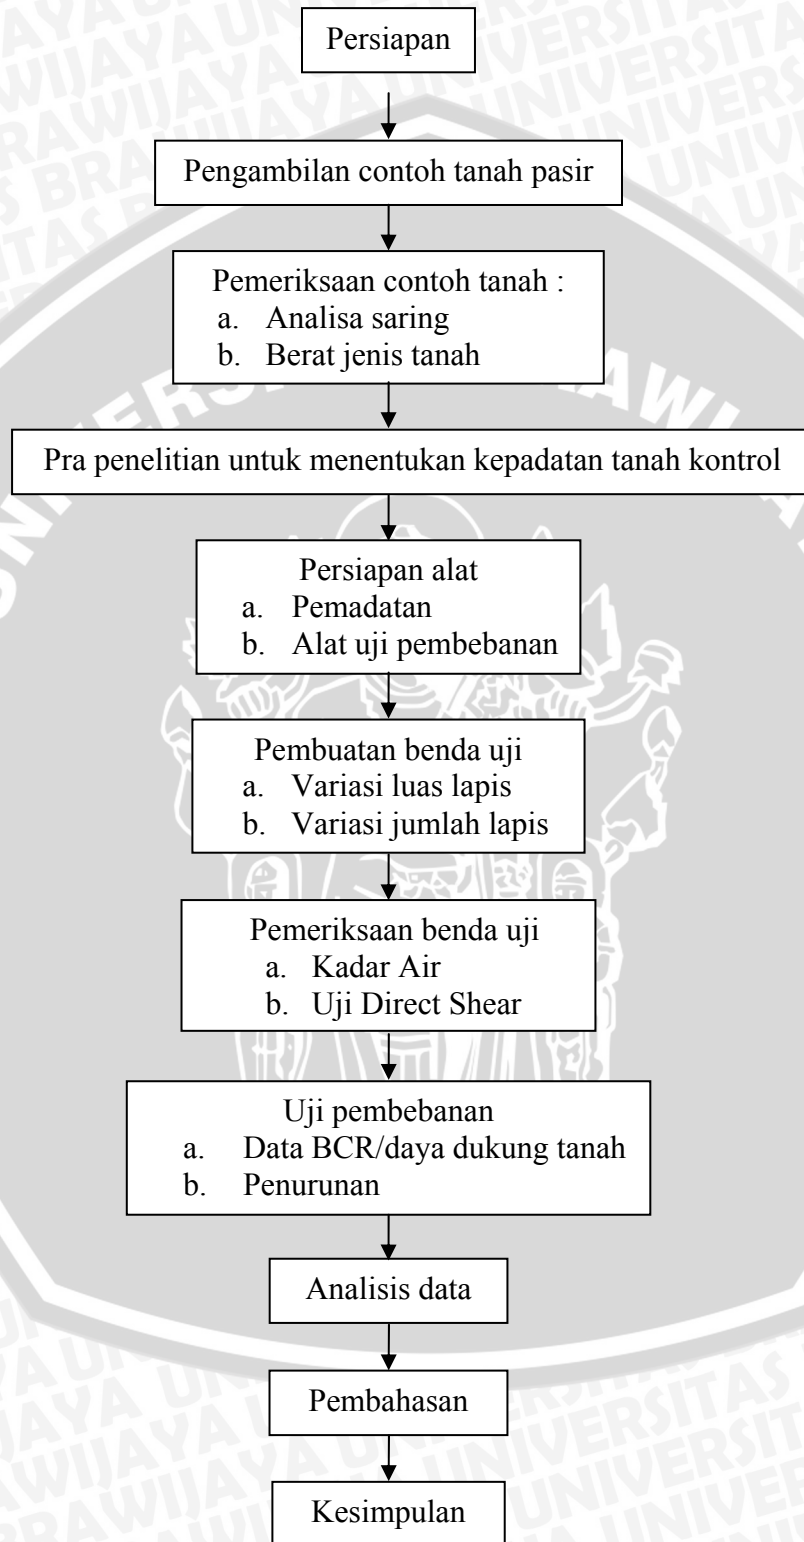 Persiapan
Pengambilan contoh tanah pasir
Pemeriksaan contoh tanah :
a. Analisa saring
b. Berat jenis tanah
Pra penelitian untuk menentukan kepadatan tanah kontrol
Persiapan alat
a. Pemadatan
b. Alat uji pembebanan
Pembuatan benda uji
a. Variasi luas lapis
b. Variasi jumlah lapis
Pemeriksaan benda uji
a. Kadar Air
b. Uji Direct Shear
Uji pembebanan
a. Data BCR/daya dukung tanah
b. Penurunan
Analisis data
Pembahasan
Kesimpulan